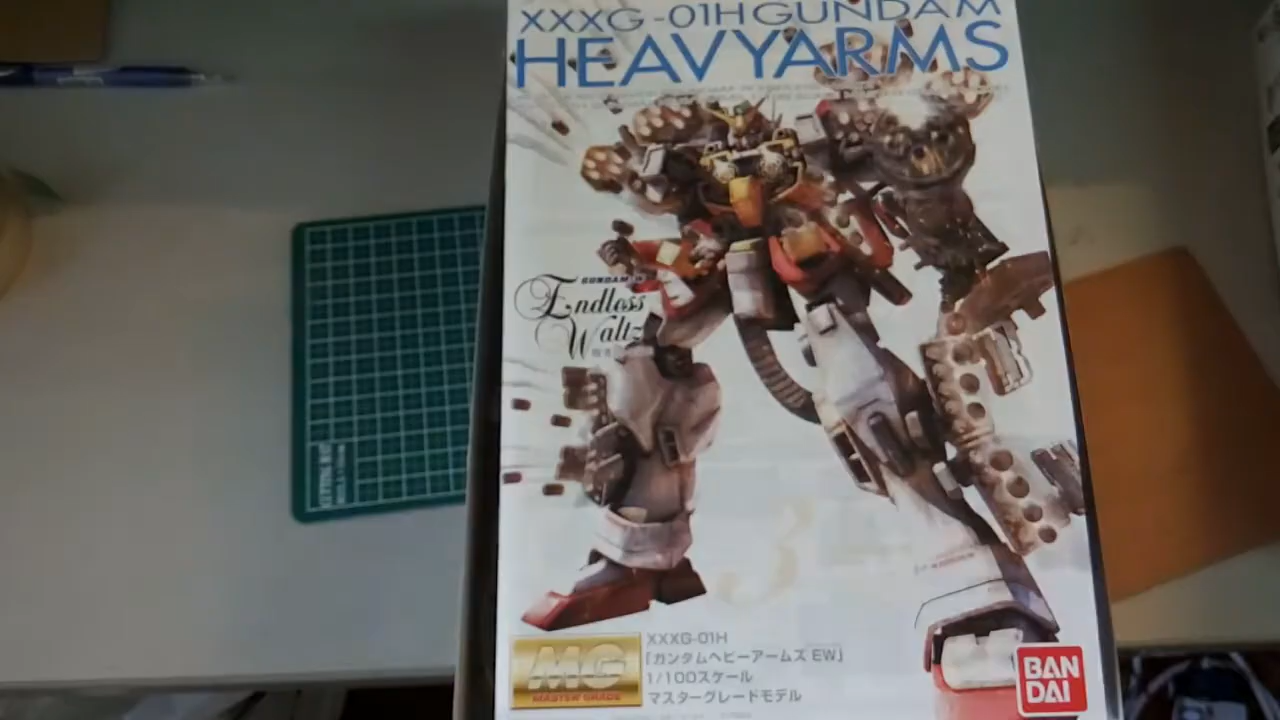 XXXG-01H GUNDAM
HEAVYARMS
GUNDAM W
Endless
Waltz
MG
MASTER GRADE
XXXG-01H
「ガンダムヘビーアームズ EW」
1/100スケール
マスターグレードモデル
BAN
DAI